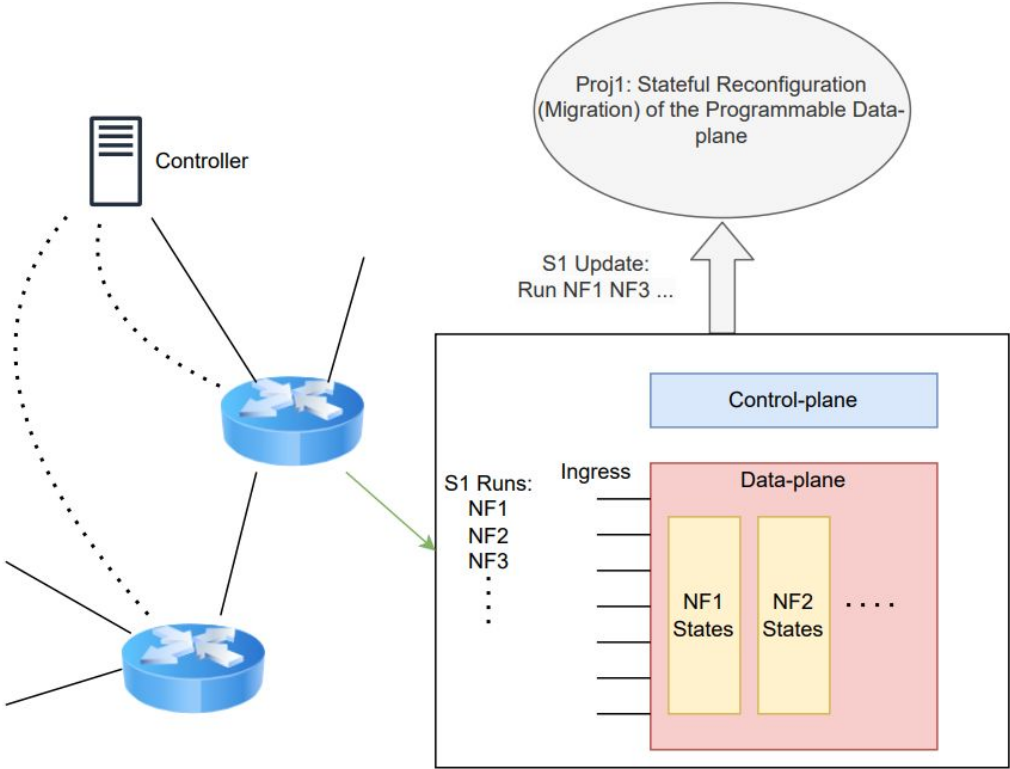 Proj1: Stateful Reconfiguration
(Migration) of the Programmable Data-
plane
Controller
S1 Update:
Run NF1 NF3 ...
Control-plane
Ingress
Data-plane
S1 Runs:
NF1
NF2
NF3
NF1
States
NF2
States